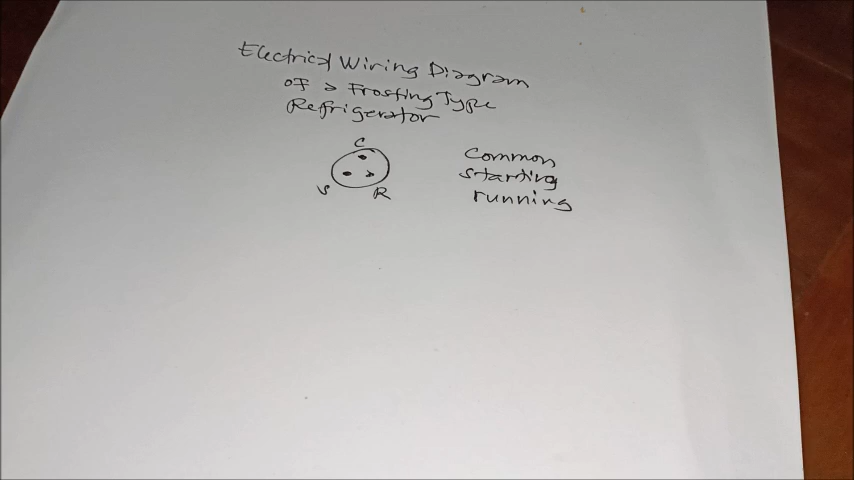 Electrical Wiring Diagram
of a Frosting Type
Refrigerator
C
S
R
Common
starting
running